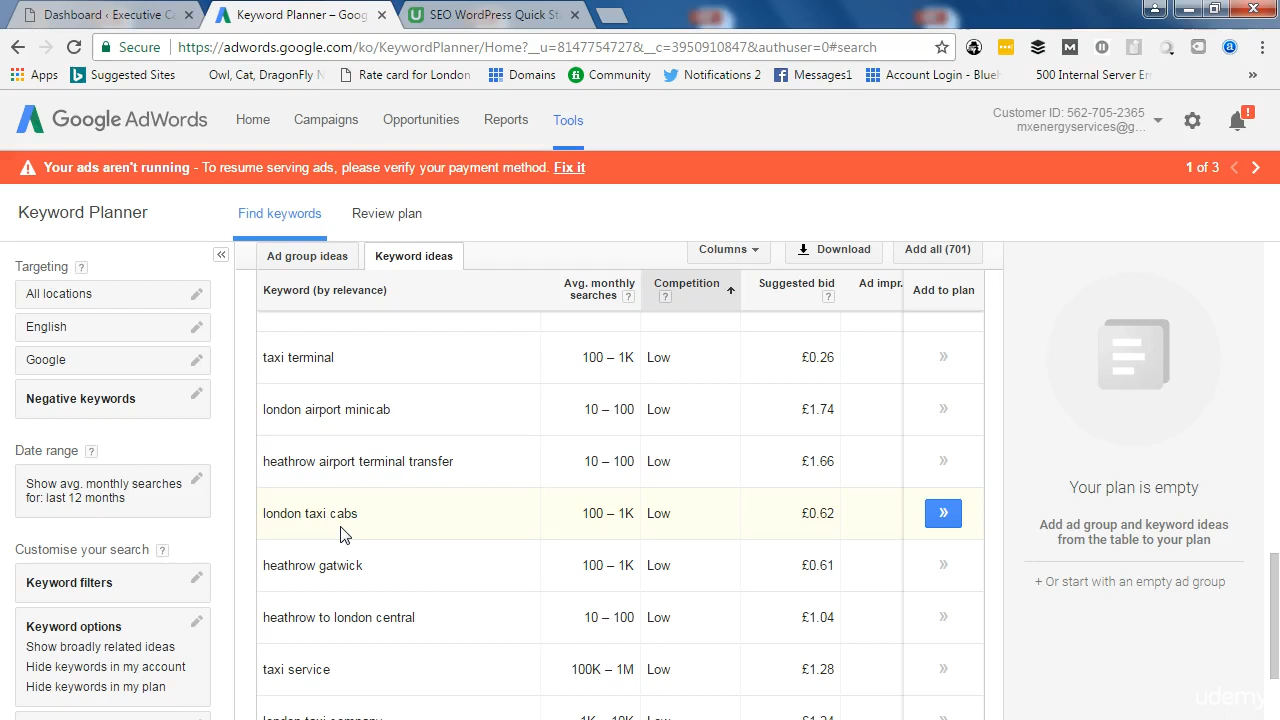 Dashboard ‹ Executive Ca
Keyword Planner – Goog
SEO WordPress Quick Sta
Secure
https://adwords.google.com/ko/KeywordPlanner/Home?__u=8147754727&__c=3950910847&authuser=0#search
Apps
Suggested Sites
Owl, Cat, DragonFly N
Rate card for London
Domains
Community
Notifications 2
Messages1
Account Login - Blueh
500 Internal Server Err
Google AdWords
Home
Campaigns
Opportunities
Reports
Tools
Customer ID: 562-705-2365
mxenergyservices@g...
Your ads aren't running - To resume serving ads, please verify your payment method. Fix it
1 of 3
Keyword Planner
Find keywords
Review plan
Targeting ?
All locations
English
Google
Negative keywords
Date range ?
Show avg. monthly searches
for: last 12 months
Customise your search ?
Keyword filters
Keyword options
Show broadly related ideas
Hide keywords in my account
Hide keywords in my plan
Ad group ideas
Keyword ideas
Columns
Download
Add all (701)
Keyword (by relevance)
Avg. monthly
searches ?
Competition
?
Suggested bid
?
Ad impr.
Add to plan
taxi terminal 100 – 1K Low £0.26 »
london airport minicab 10 – 100 Low £1.74 »
heathrow airport terminal transfer 10 – 100 Low £1.66 »
london taxi cabs 100 – 1K Low £0.62 »
heathrow gatwick 100 – 1K Low £0.61 »
heathrow to london central 10 – 100 Low £1.04 »
taxi service 100K – 1M Low £1.28 »
Your plan is empty
Add ad group and keyword ideas
from the table to your plan
+ Or start with an empty ad group
udemy